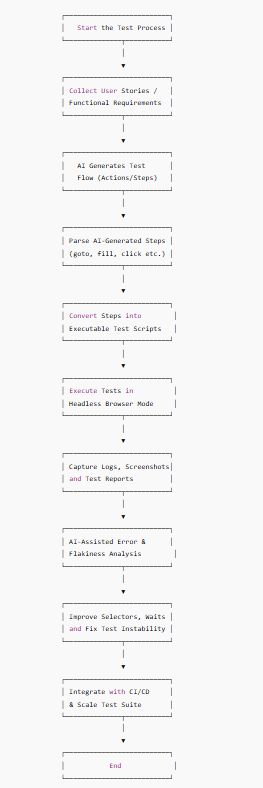 Start the Test Process
Collect User Stories /
Functional Requirements
AI Generates Test
Flow (Actions/Steps)
Parse AI-Generated Steps
(goto, fill, click etc.)
Convert Steps into
Executable Test Scripts
Execute Tests in
Headless Browser Mode
Capture Logs, Screenshots
and Test Reports
AI-Assisted Error &
Flakiness Analysis
Improve Selectors, Waits
and Fix Test Instability
Integrate with CI/CD
& Scale Test Suite
End